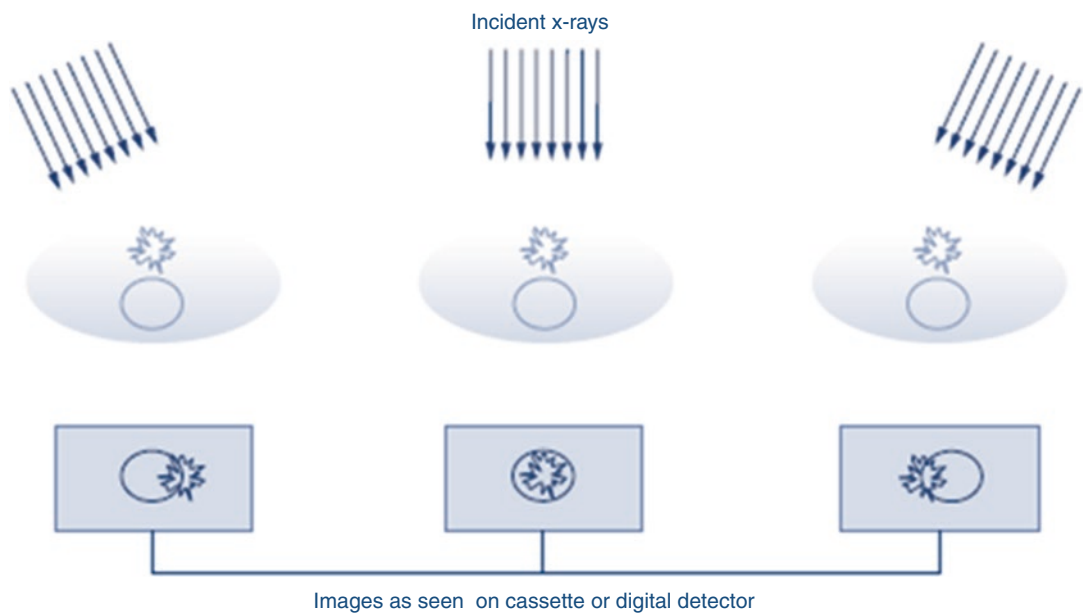 Incident x-rays
Images as seen on cassette or digital detector